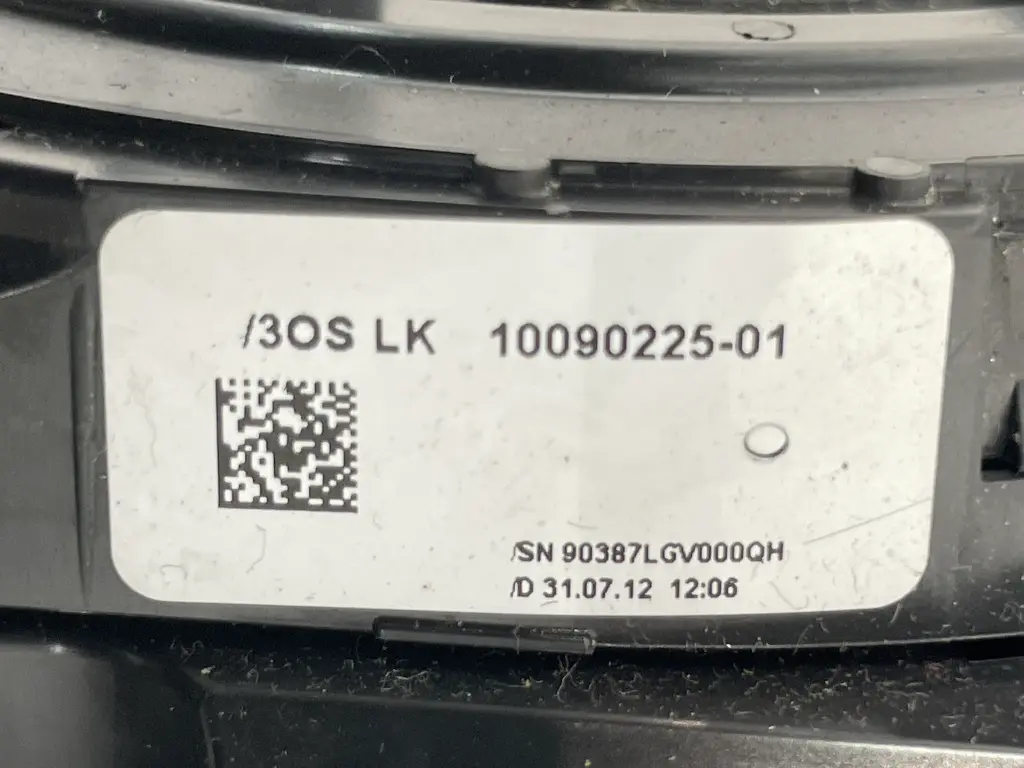 /3OS LK 10090225-01
/SN 90387LGV000QH
/D 31.07.12 12:06